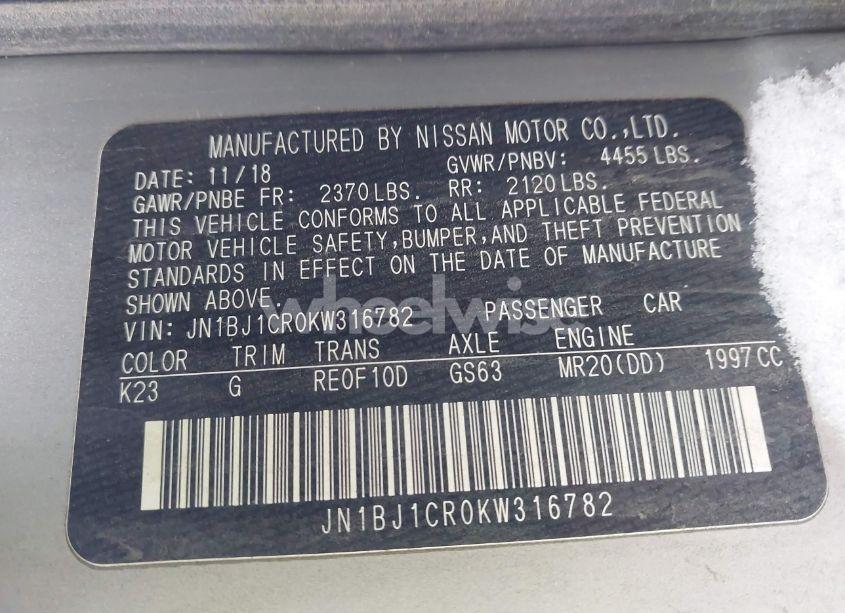 MANUFACTURED BY NISSAN MOTOR CO.,LTD.
DATE: 11/18 GVWR/PNBV: 4455 LBS.
GAWR/PNBE FR: 2370LBS. RR: 2120LBS.
THIS VEHICLE CONFORMS TO ALL APPLICABLE FEDERAL
MOTOR VEHICLE SAFETY,BUMPER,AND THEFT PREVENTION
STANDARDS IN EFFECT ON THE DATE OF MANUFACTURE
SHOWN ABOVE.
wheelwise
VIN: JN1BJ1CR0KW316782 PASSENGER CAR
COLOR TRIM TRANS AXLE ENGINE
K23 G RE0F10D GS63 MR20(DD) 1997CC
JN1BJ1CR0KW316782